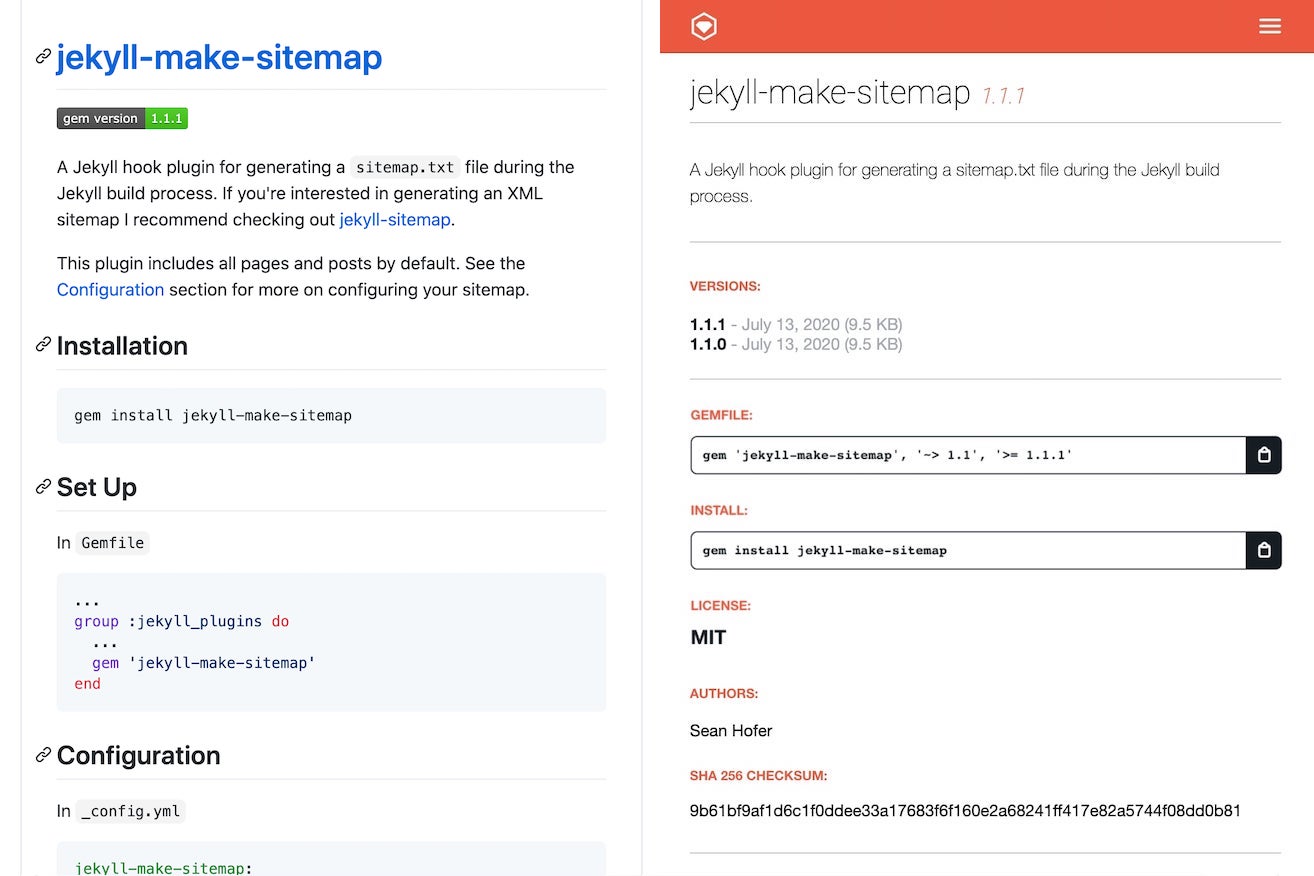 jekyll-make-sitemap
gem version 1.1.1
A Jekyll hook plugin for generating a sitemap.txt file during the
Jekyll build process. If you're interested in generating an XML
sitemap I recommend checking out jekyll-sitemap.
This plugin includes all pages and posts by default. See the
Configuration section for more on configuring your sitemap.
Installation
gem install jekyll-make-sitemap
Set Up
In Gemfile
...
group :jekyll_plugins do
  ...
  gem 'jekyll-make-sitemap'
end
Configuration
In _config.yml
jekyll-make-sitemap:
jekyll-make-sitemap 1.1.1
A Jekyll hook plugin for generating a sitemap.txt file during the Jekyll build
process.
VERSIONS:
1.1.1 - July 13, 2020 (9.5 KB)
1.1.0 - July 13, 2020 (9.5 KB)
GEMFILE:
gem 'jekyll-make-sitemap', '~> 1.1', '>= 1.1.1'
INSTALL:
gem install jekyll-make-sitemap
LICENSE:
MIT
AUTHORS:
Sean Hofer
SHA 256 CHECKSUM:
9b61bf9af1d6c1f0ddee33a17683f6f160e2a68241ff417e82a5744f08dd0b81